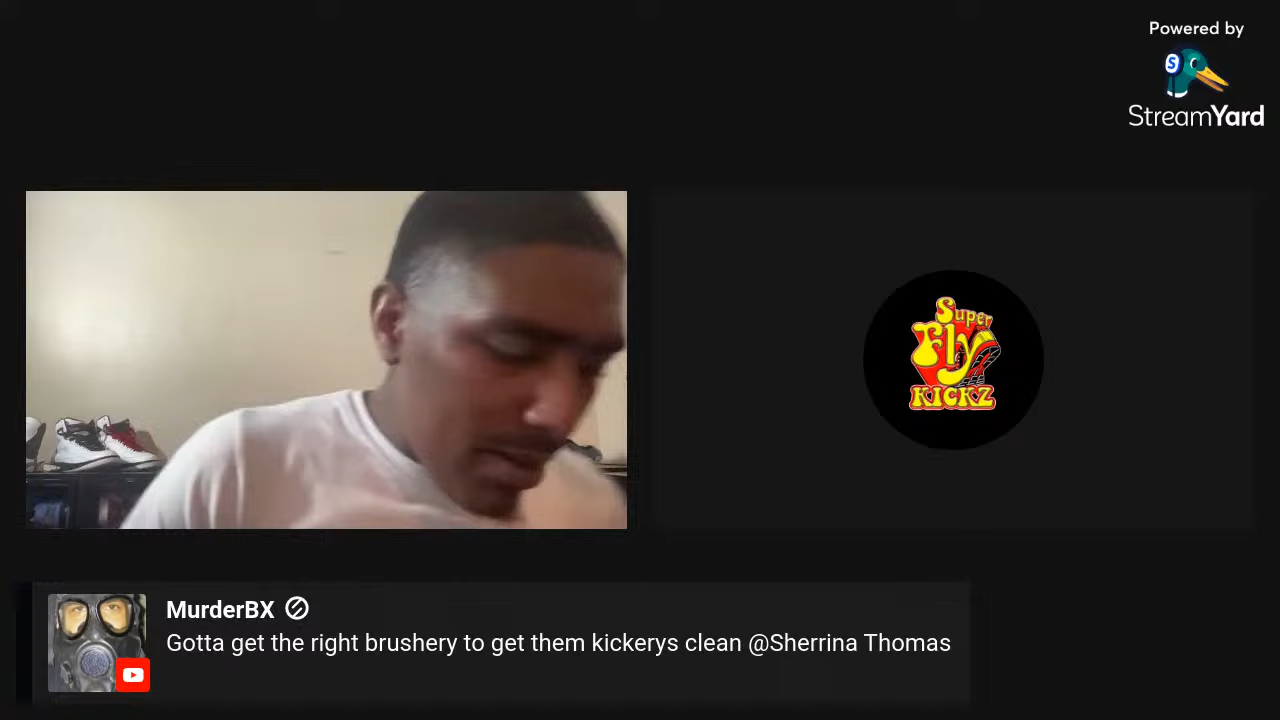 Powered by
S
StreamYard
Super
Fly
KICKZ
MurderBX
Gotta get the right brushery to get them kickerys clean @Sherrina Thomas